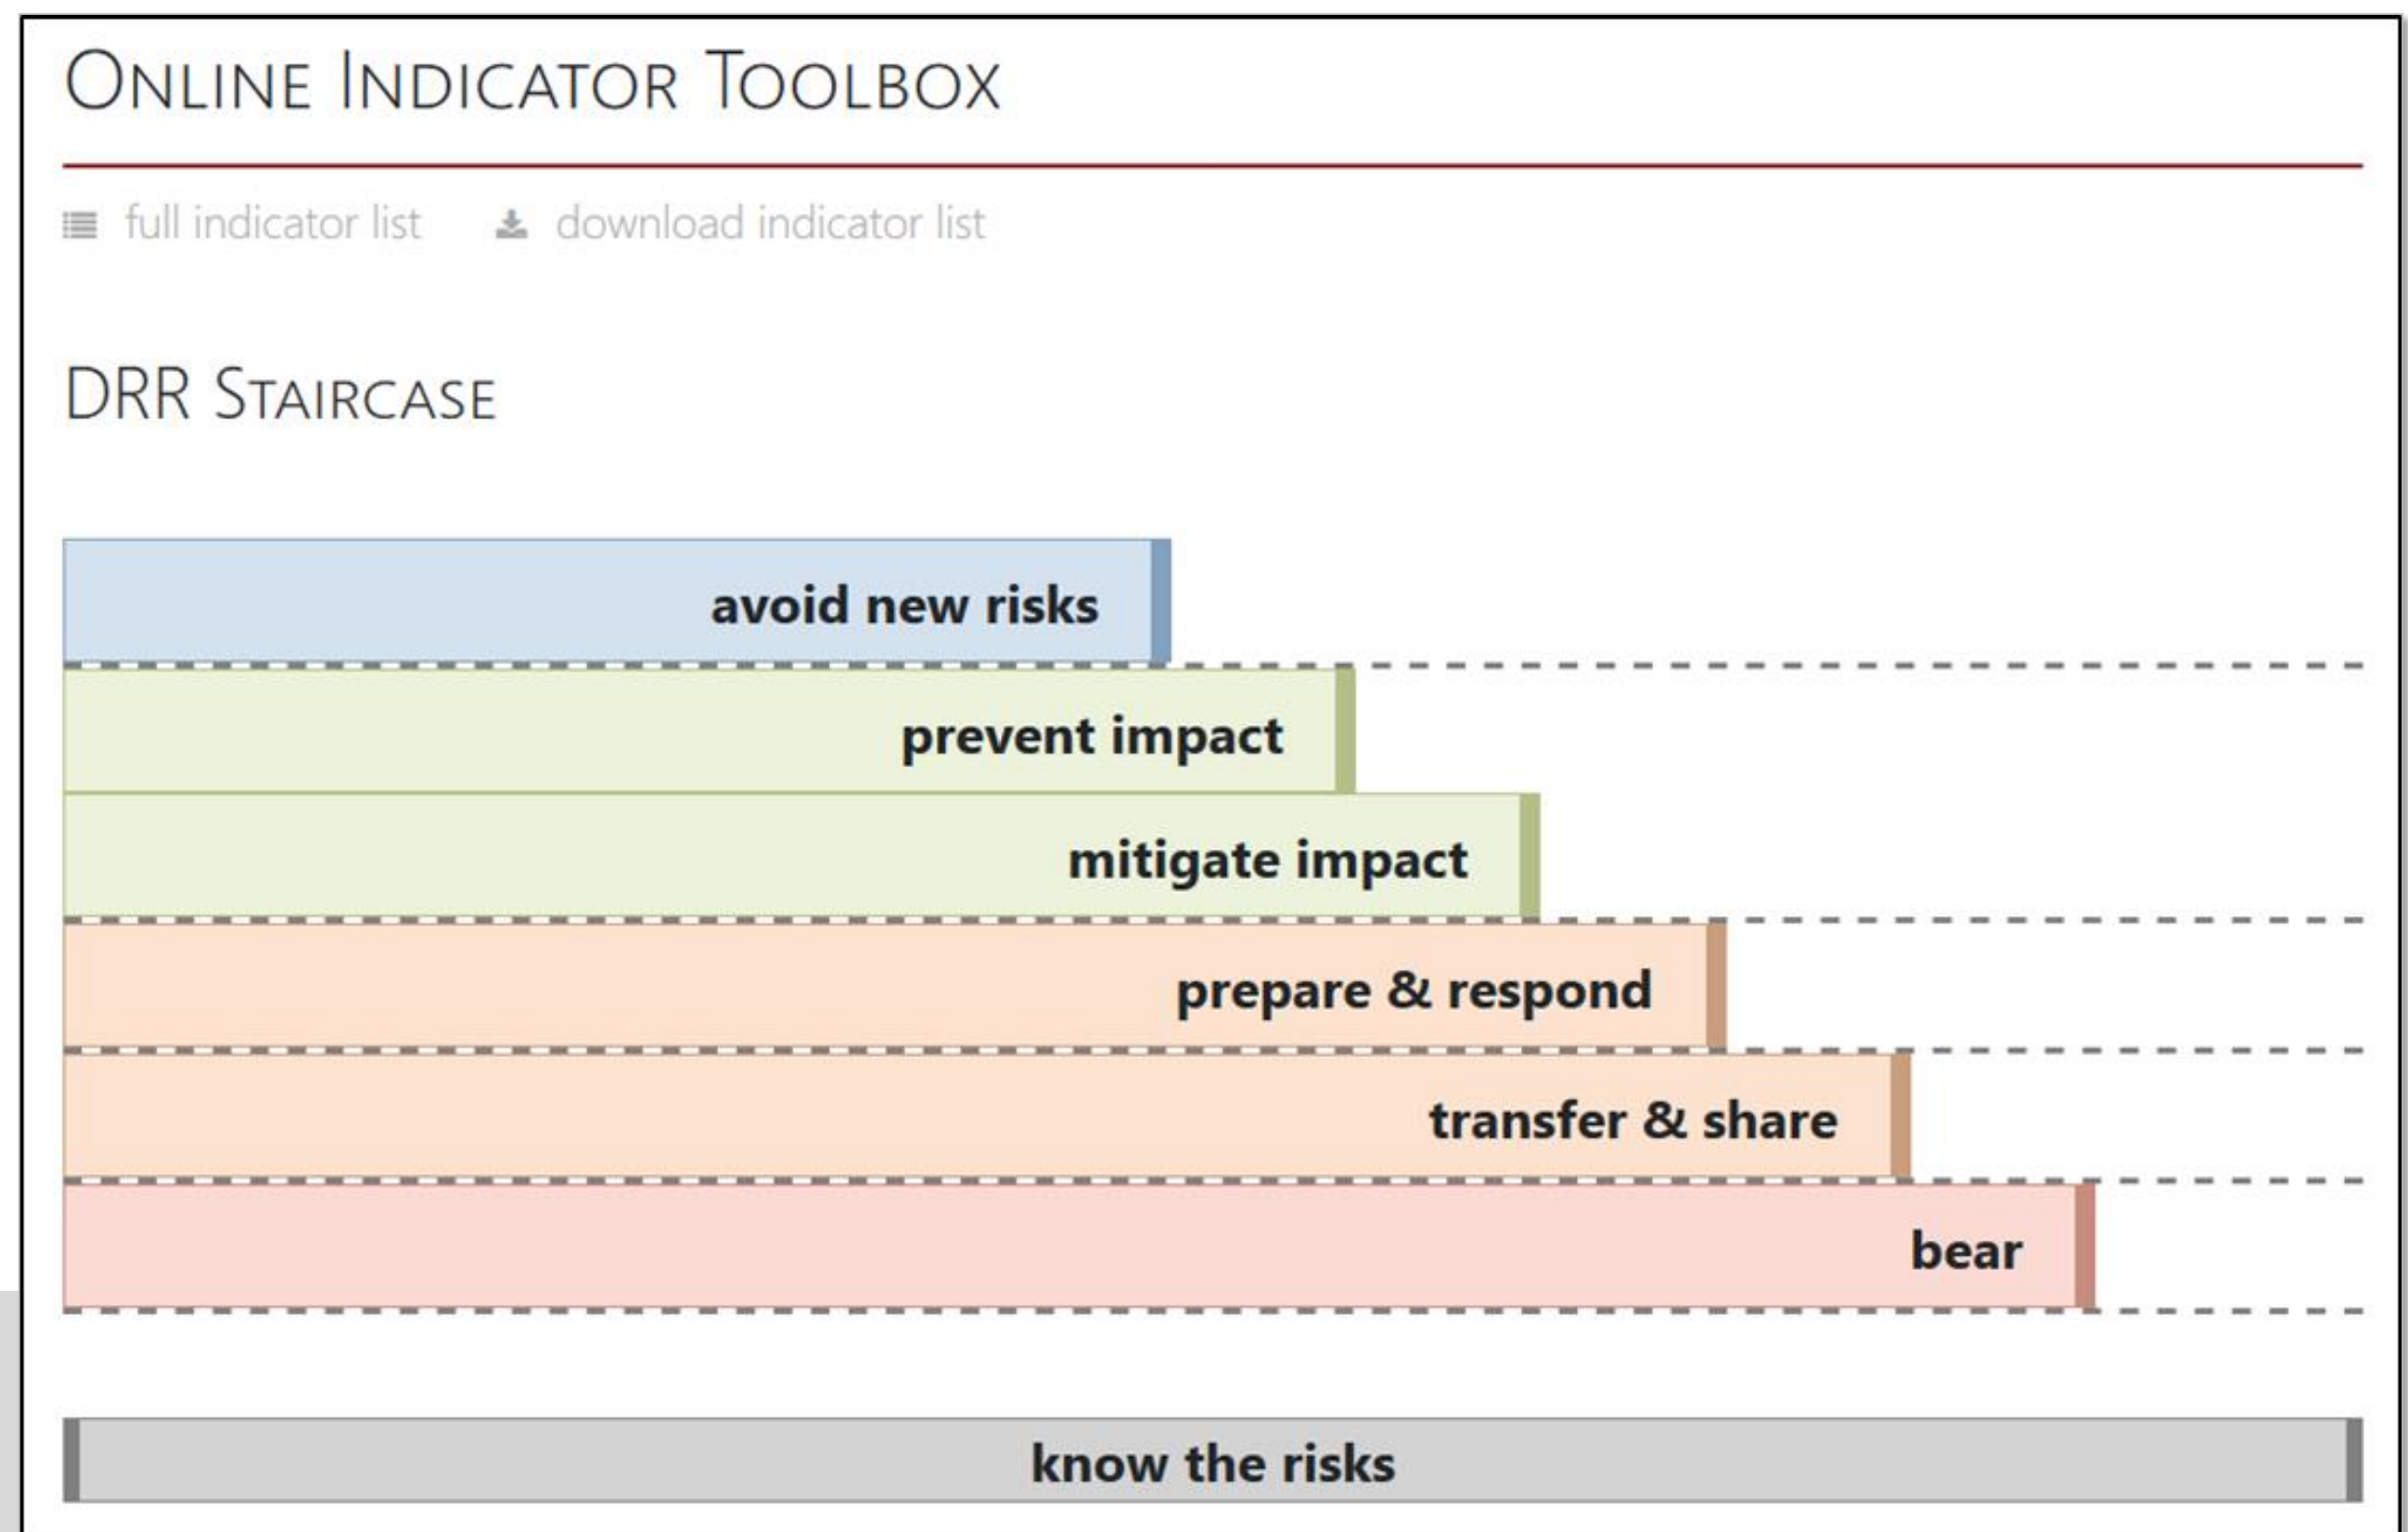 ONLINE INDICATOR TOOLBOX
full indicator list download indicator list
DRR STAIRCASE
avoid new risks
prevent impact
mitigate impact
prepare & respond
transfer & share
bear
know the risks